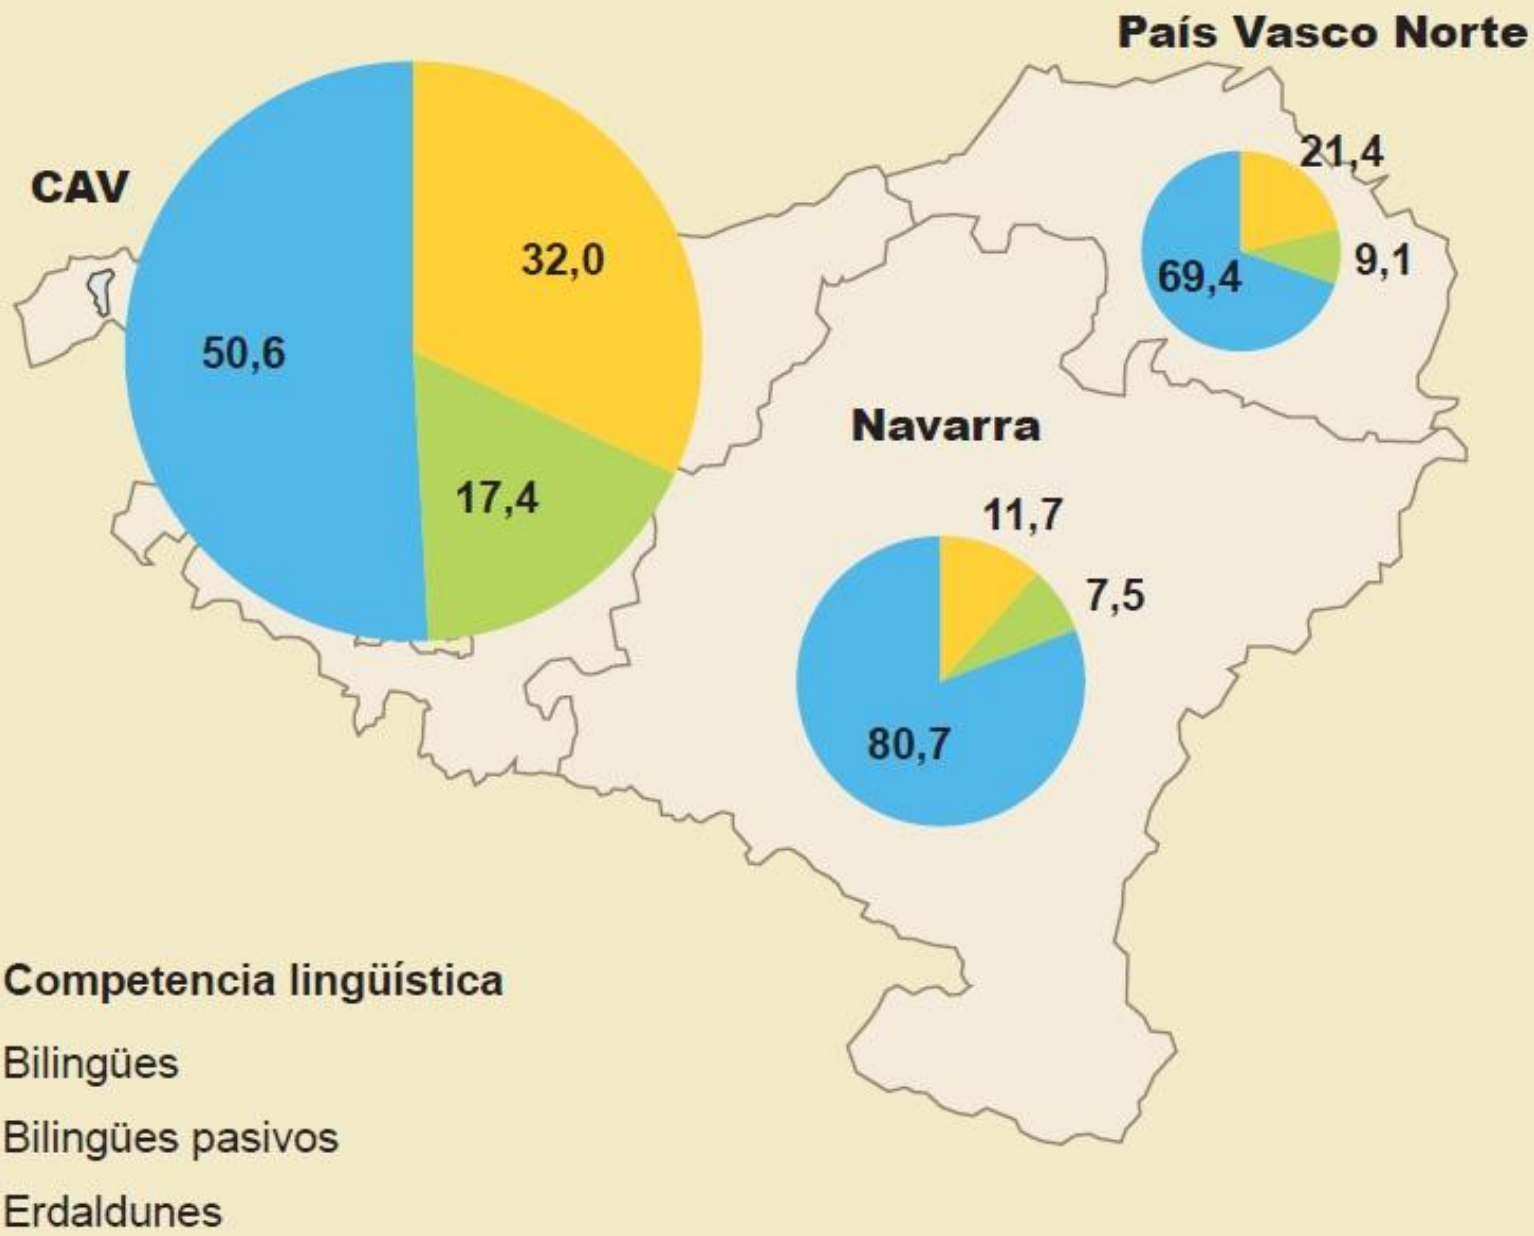 País Vasco Norte
21,4
9,1
69,4
CAV
32,0
50,6
17,4
Navarra
11,7
7,5
80,7
Competencia lingüística
Bilingües
Bilingües pasivos
Erdaldunes